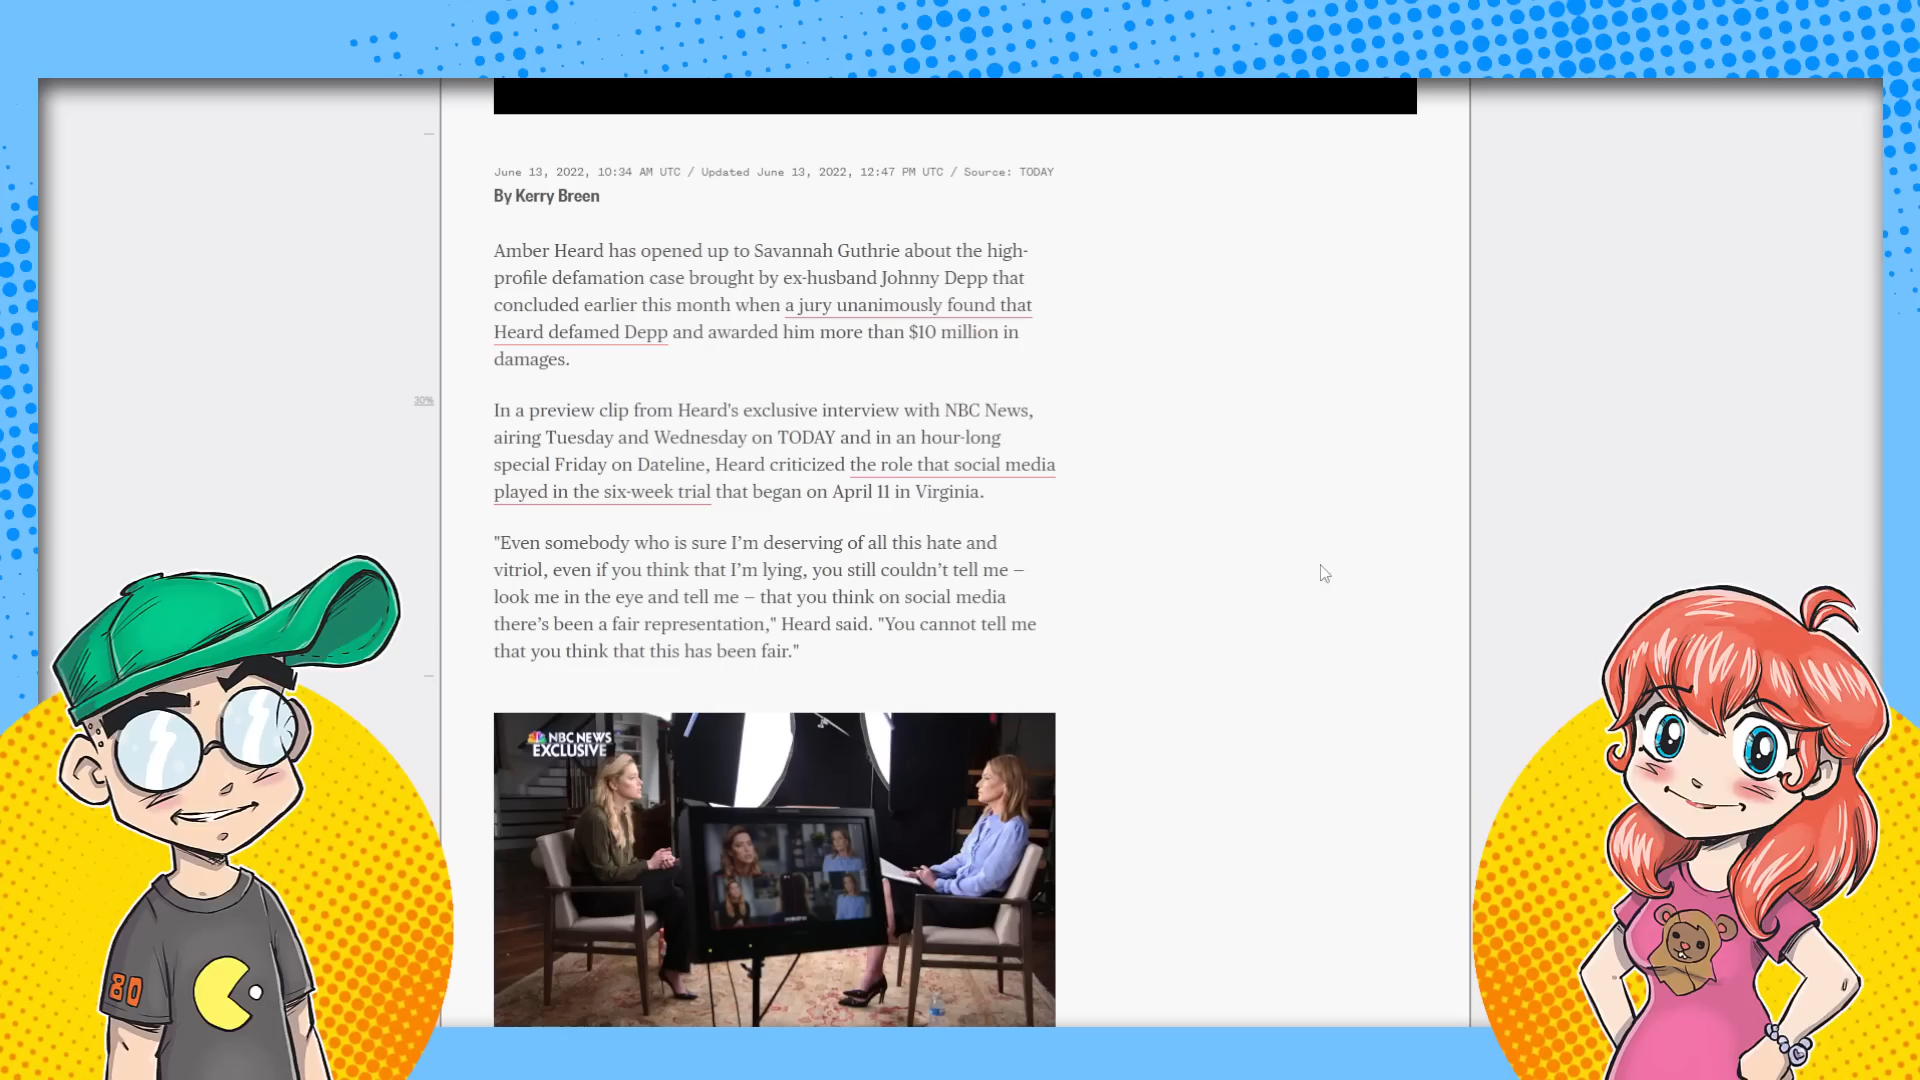 June 13, 2022, 10:34 AM UTC / Updated June 13, 2022, 12:47 PM UTC / Source: TODAY
By Kerry Breen
Amber Heard has opened up to Savannah Guthrie about the high-
profile defamation case brought by ex-husband Johnny Depp that
concluded earlier this month when a jury unanimously found that
Heard defamed Depp and awarded him more than $10 million in
damages.
30%
In a preview clip from Heard's exclusive interview with NBC News,
airing Tuesday and Wednesday on TODAY and in an hour-long
special Friday on Dateline, Heard criticized the role that social media
played in the six-week trial that began on April 11 in Virginia.
"Even somebody who is sure I’m deserving of all this hate and
vitriol, even if you think that I’m lying, you still couldn’t tell me —
look me in the eye and tell me — that you think on social media
there’s been a fair representation," Heard said. "You cannot tell me
that you think that this has been fair."
NBC NEWS
EXCLUSIVE
80